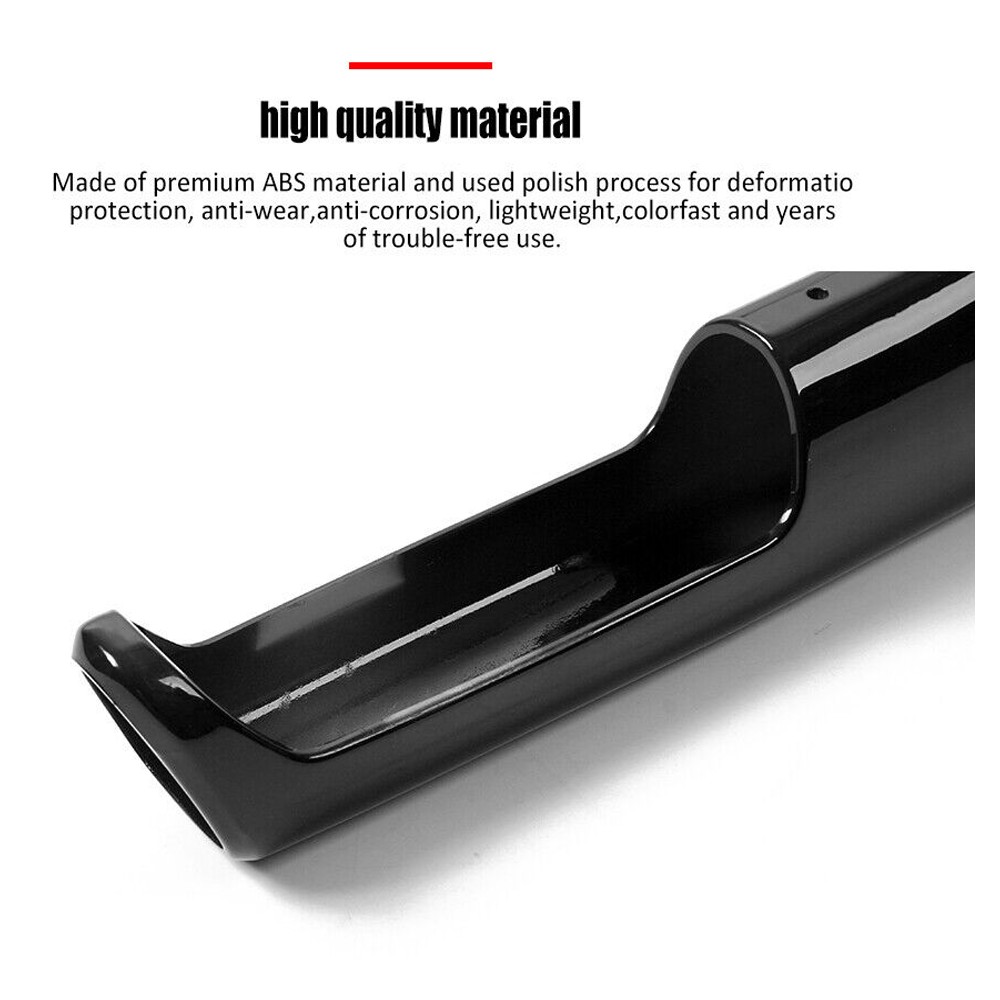 high quality material
Made of premium ABS material and used polish process for deformatio
protection, anti-wear,anti-corrosion, lightweight,colorfast and years
of trouble-free use.